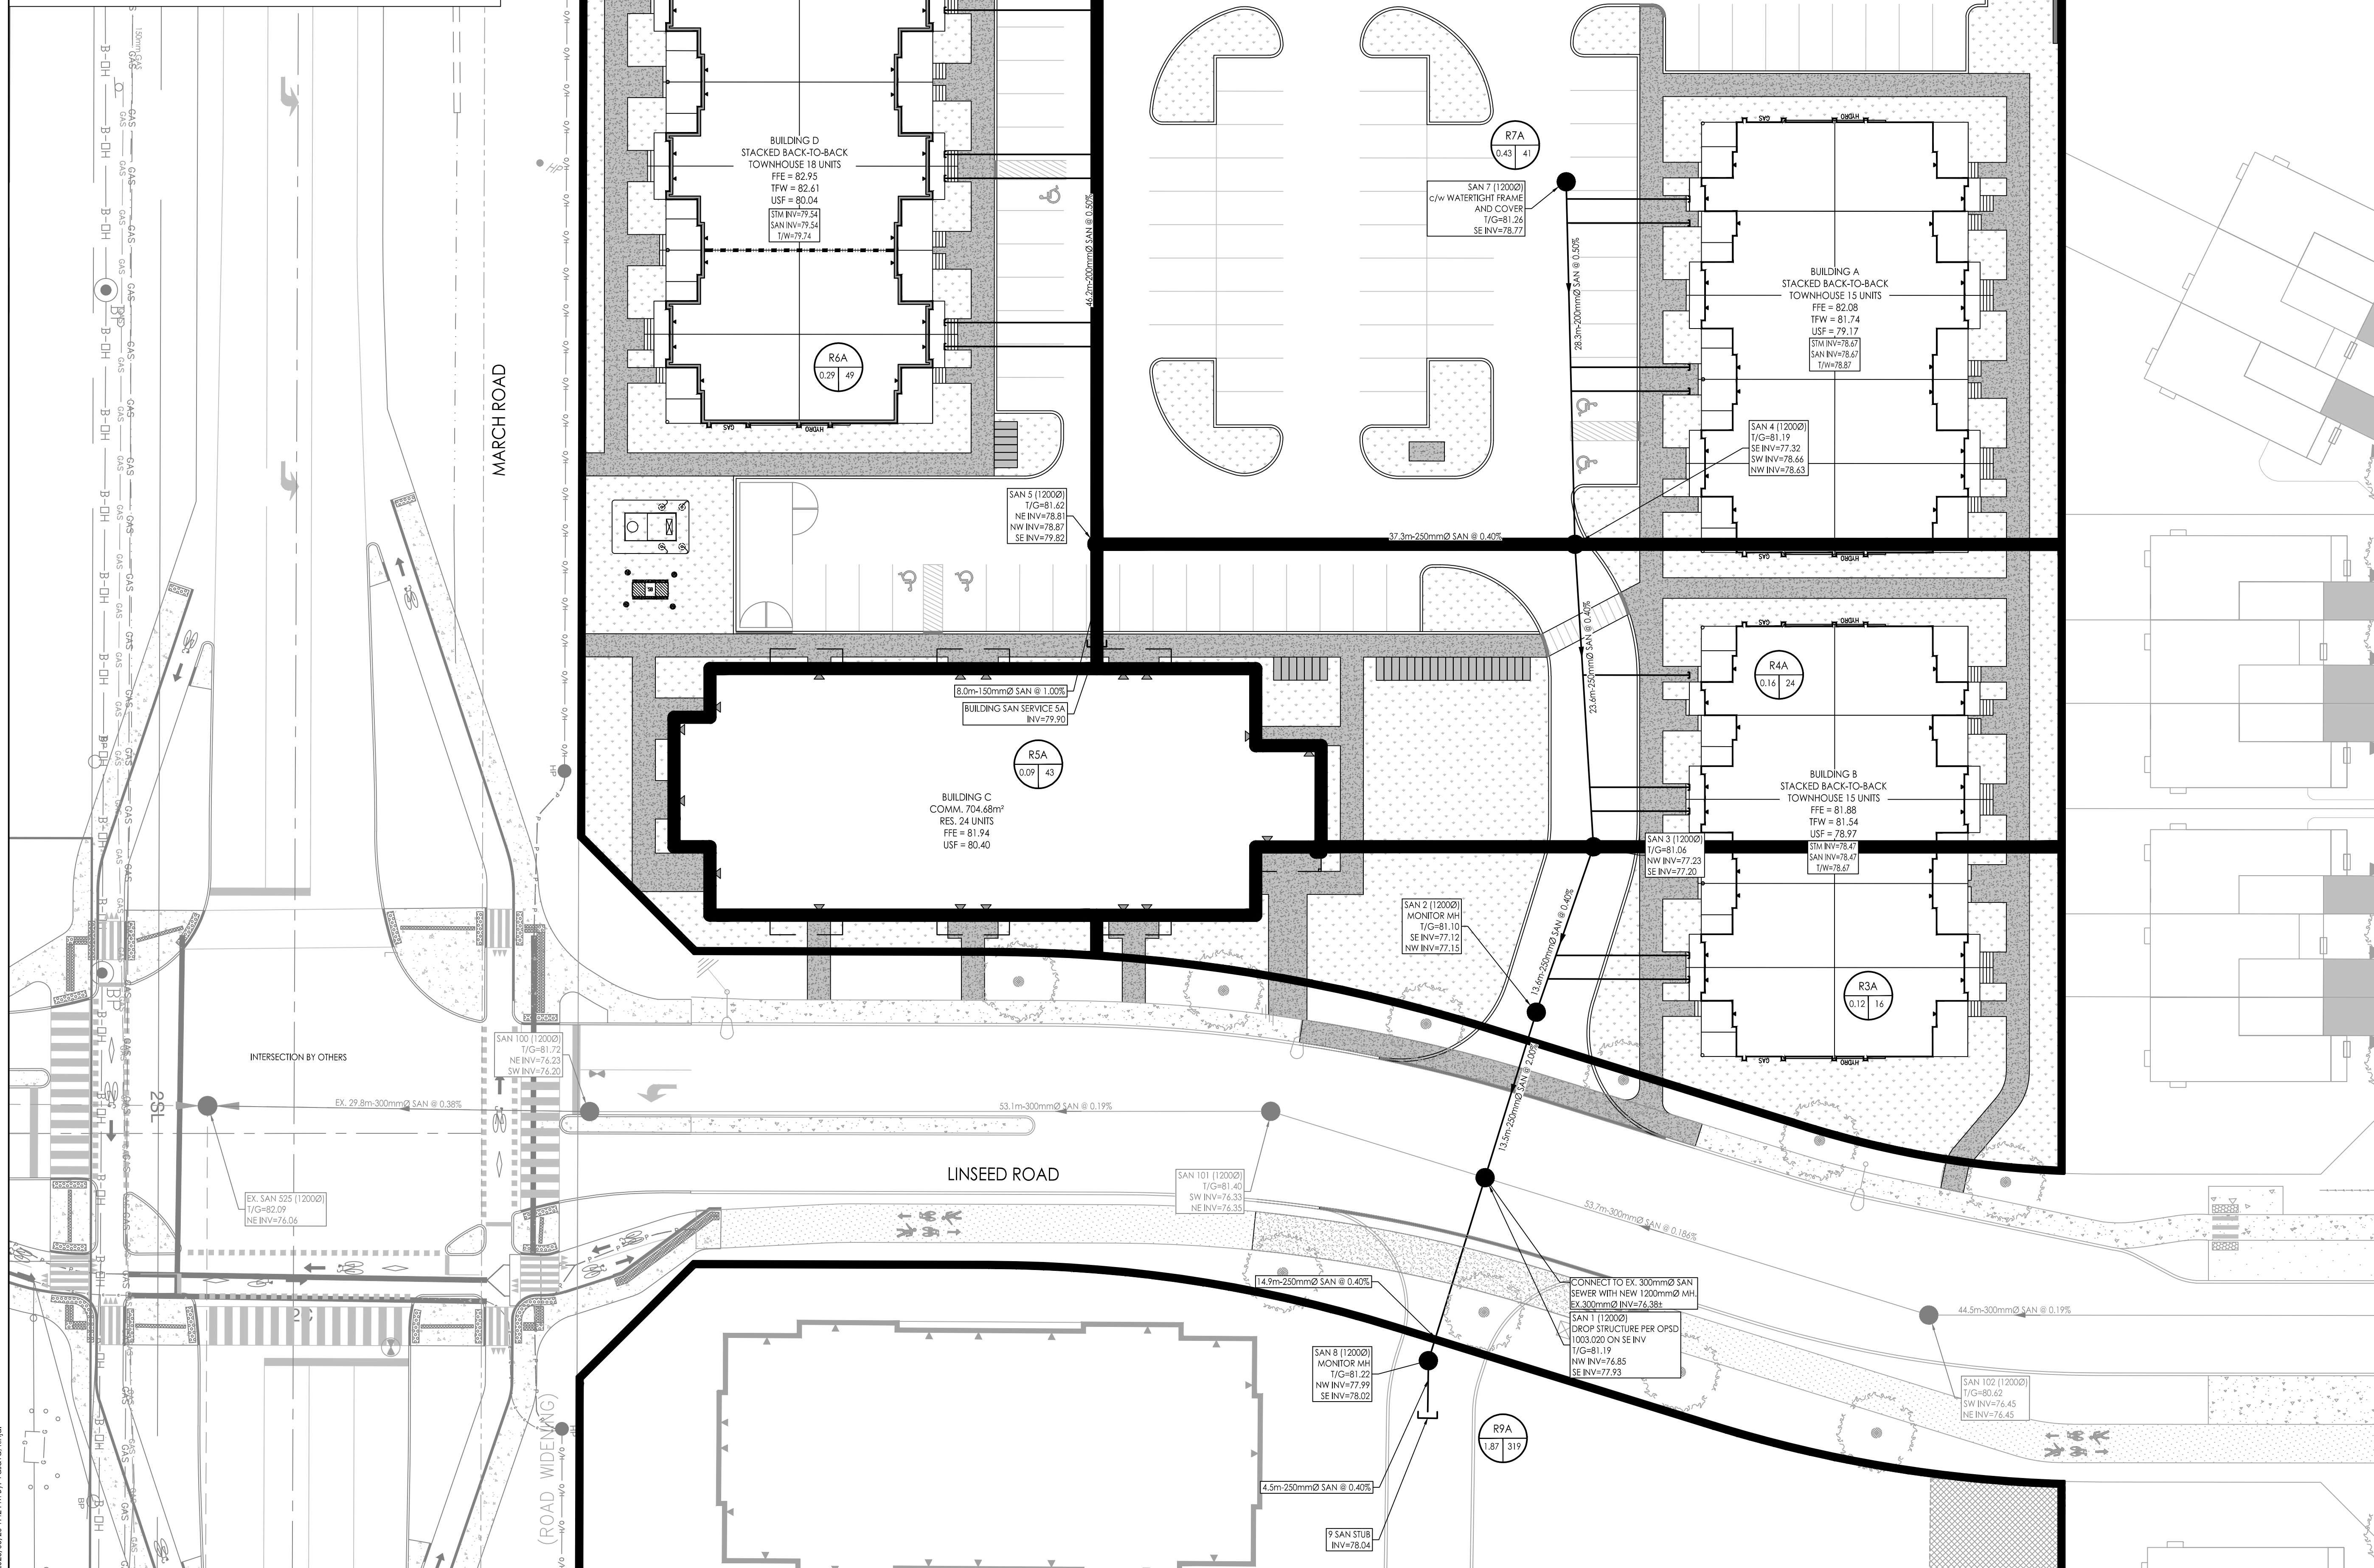 BUILDING D
STACKED BACK-TO-BACK
TOWNHOUSE 18 UNITS
FFE = 82.95
TFW = 82.61
USF = 80.04
STM INV=79.54
SAN INV=79.54
T/W=79.74
GAS
HYDRO
R6A
0.29 49
46.2m-200mmØ SAN @ 0.50%
R7A
0.43 41
SAN 7 (1200Ø)
c/w WATERTIGHT FRAME
AND COVER
T/G=81.26
SE INV=78.77
28.3m-200mmØ SAN @ 0.50%
GAS
HYDRO
BUILDING A
STACKED BACK-TO-BACK
TOWNHOUSE 15 UNITS
FFE = 82.08
TFW = 81.74
USF = 79.17
STM INV=78.67
SAN INV=78.67
T/W=78.87
GAS
HYDRO
SAN 4 (1200Ø)
T/G=81.19
SE INV=77.32
SW INV=78.66
NW INV=78.63
MARCH ROAD
SAN 5 (1200Ø)
T/G=81.62
NE INV=78.81
NW INV=78.87
SE INV=79.82
37.3m-250mmØ SAN @ 0.40%
23.6m-250mmØ SAN @ 0.40%
8.0m-150mmØ SAN @ 1.00%
BUILDING SAN SERVICE 5A
INV=79.90
R5A
0.09 43
BUILDING C
COMM. 704.68m²
RES. 24 UNITS
FFE = 81.94
USF = 80.40
GAS
HYDRO
R4A
0.16 24
BUILDING B
STACKED BACK-TO-BACK
TOWNHOUSE 15 UNITS
FFE = 81.88
TFW = 81.54
USF = 78.97
STM INV=78.47
SAN INV=78.47
T/W=78.67
SAN 3 (1200Ø)
T/G=81.06
NW INV=77.23
SE INV=77.20
SAN 2 (1200Ø)
MONITOR MH
T/G=81.10
SE INV=77.12
NW INV=77.15
13.6m-250mmØ SAN @ 0.40%
R3A
0.12 16
GAS
HYDRO
SAN 100 (1200Ø)
T/G=81.72
NE INV=76.23
SW INV=76.20
INTERSECTION BY OTHERS
EX. 29.8m-300mmØ SAN @ 0.38%
53.1m-300mmØ SAN @ 0.19%
13.5m-250mmØ SAN @ 2.00%
LINSEED ROAD
SAN 101 (1200Ø)
T/G=81.40
SW INV=76.33
NE INV=76.35
EX. SAN 525 (1200Ø)
T/G=82.09
NE INV=76.06
53.7m-300mmØ SAN @ 0.186%
14.9m-250mmØ SAN @ 0.40%
CONNECT TO EX. 300mmØ SAN
SEWER WITH NEW 1200mmØ MH.
EX.300mmØ INV=76.38±
SAN 1 (1200Ø)
DROP STRUCTURE PER OPSD
1003.020 ON SE INV
T/G=81.19
NW INV=76.85
SE INV=77.93
44.5m-300mmØ SAN @ 0.19%
SAN 8 (1200Ø)
MONITOR MH
T/G=81.22
NW INV=77.99
SE INV=78.02
SAN 102 (1200Ø)
T/G=80.62
SW INV=76.45
NE INV=76.45
R9A
1.87 319
(ROAD WIDENING)
4.5m-250mmØ SAN @ 0.40%
9 SAN STUB
INV=78.04